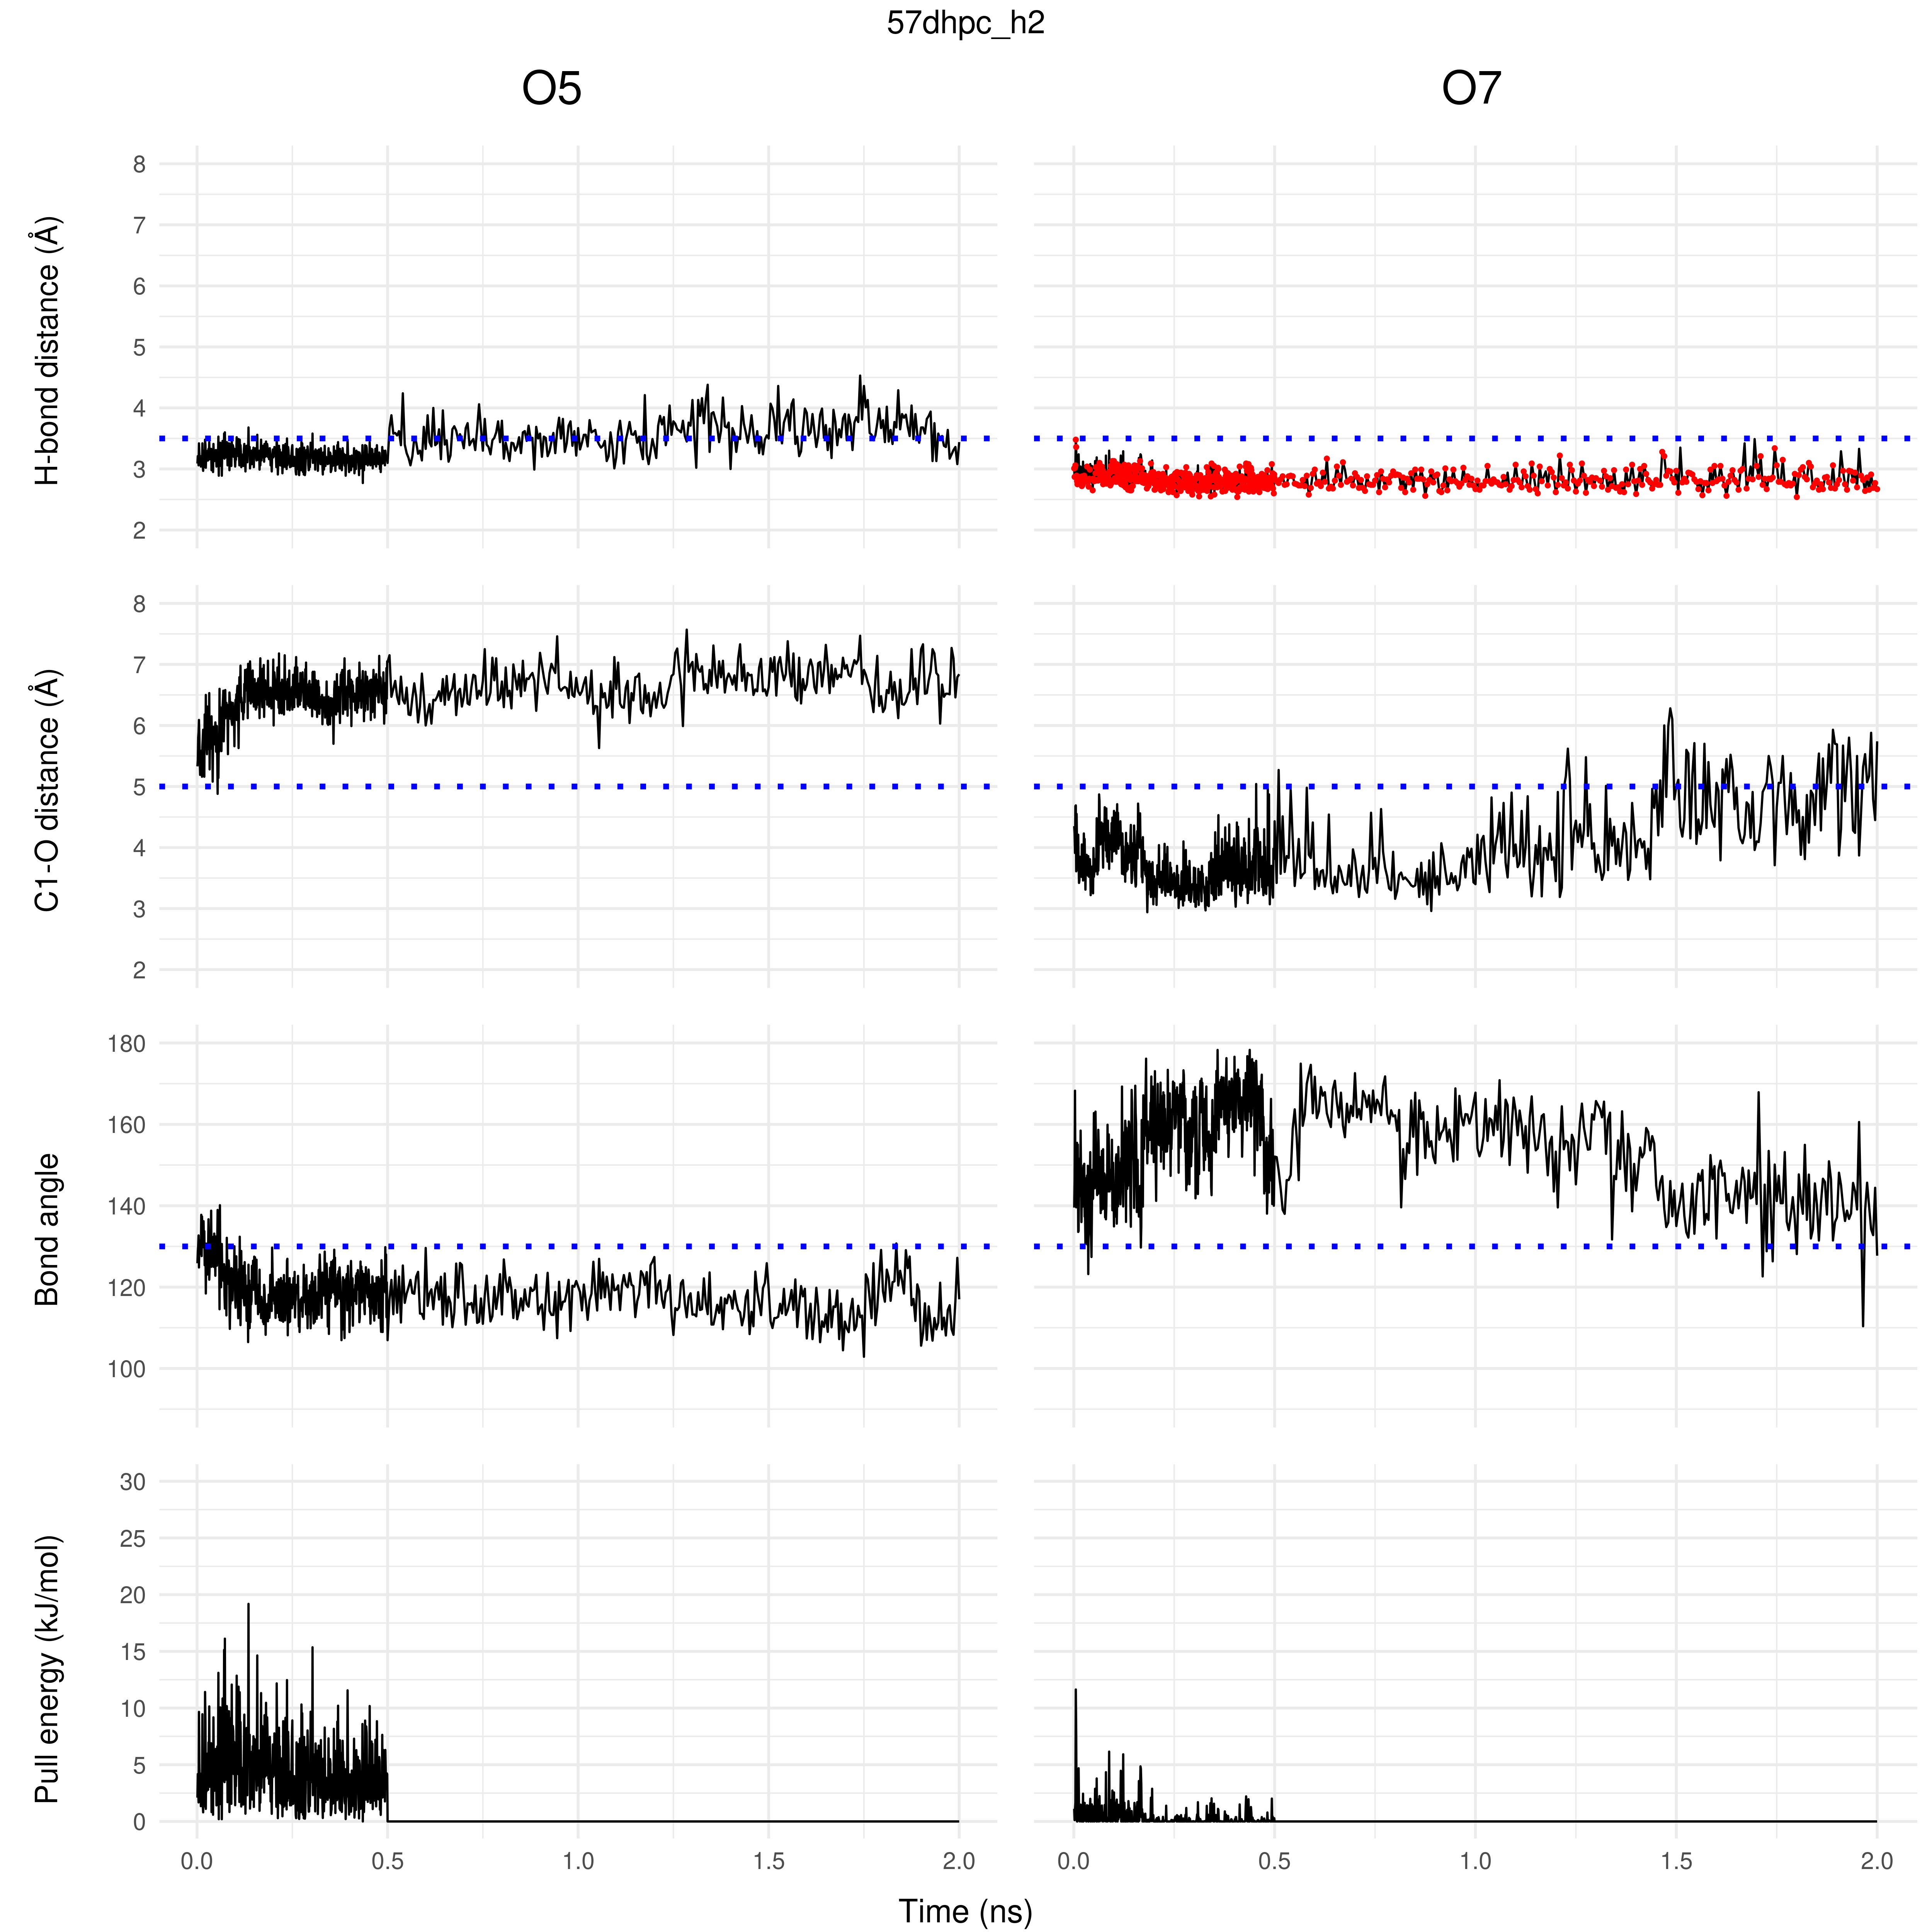 57dhpc_h2
O5
O7
H-bond distance (Å)
8
7
6
5
4
3
2
C1-O distance (Å)
8
7
6
5
4
3
2
Bond angle
180
160
140
120
100
Pull energy (kJ/mol)
30
25
20
15
10
5
0
0.0 0.5 1.0 1.5 2.0
0.0 0.5 1.0 1.5 2.0
Time (ns)